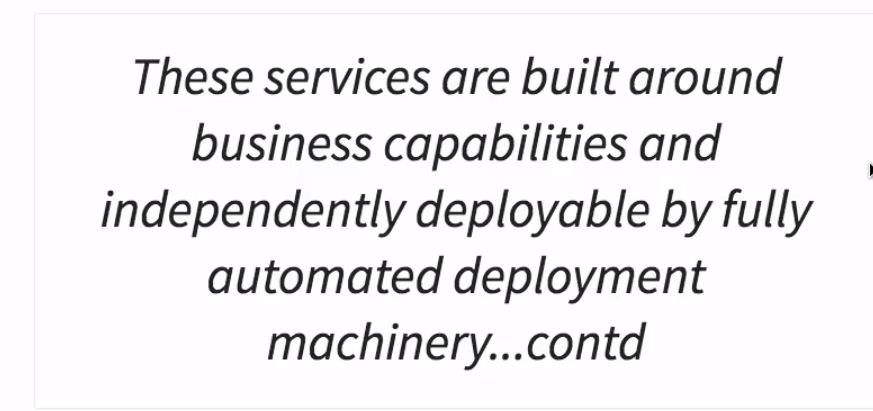 These services are built around
business capabilities and
independently deployable by fully
automated deployment
machinery...contd